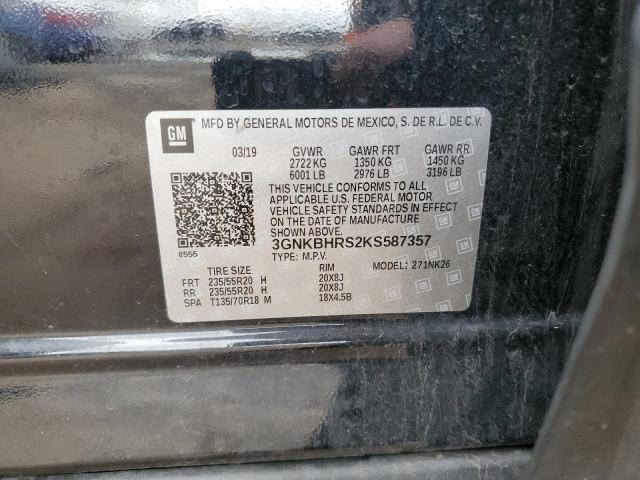 GM
MFD BY GENERAL MOTORS DE MEXICO, S. DE R.L. DE C.V.
03/19 GVWR GAWR FRT GAWR RR
2722 KG 1350 KG 1450 KG
6001 LB 2976 LB 3196 LB
THIS VEHICLE CONFORMS TO ALL
APPLICABLE U.S. FEDERAL MOTOR
VEHICLE SAFETY STANDARDS IN EFFECT
ON THE DATE OF MANUFACTURE
SHOWN ABOVE.
8555
3GNKBHRS2KS587357
TYPE: M.P.V. MODEL: 271NK26
TIRE SIZE RIM
FRT 235/55R20 H 20X8J
RR 235/55R20 H 20X8J
SPA T135/70R18 M 18X4.5B